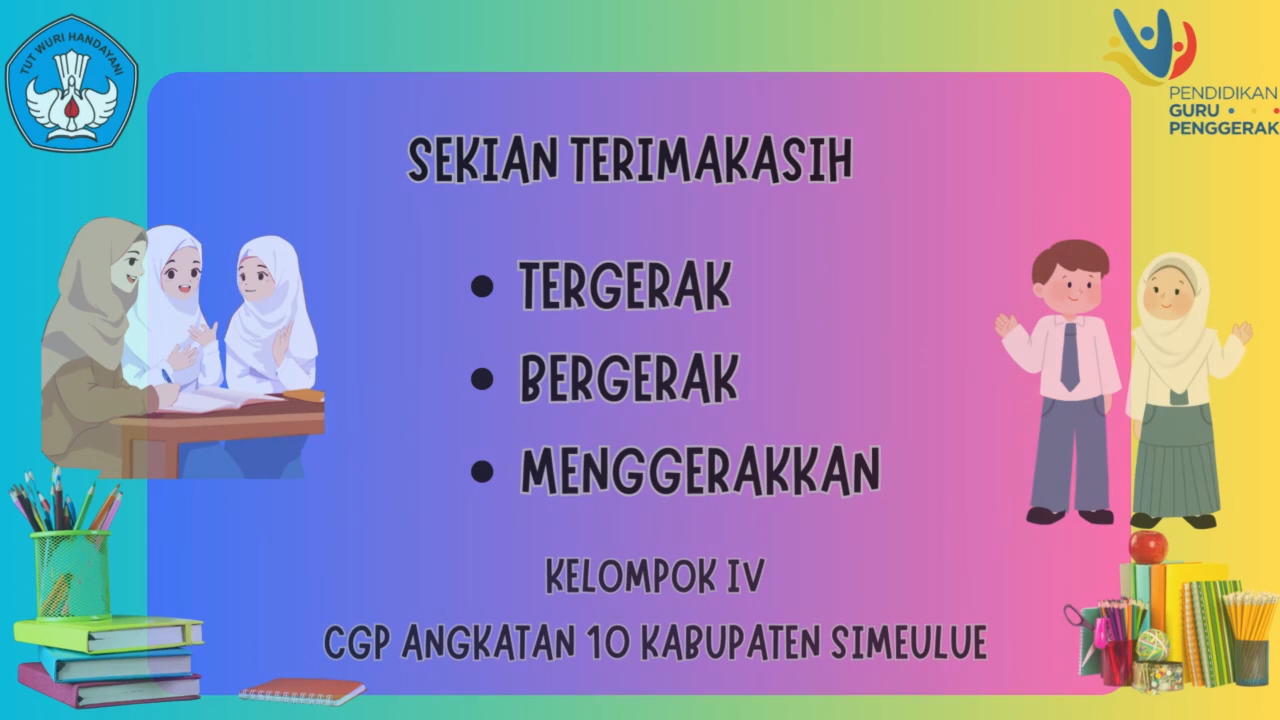 TUT WURI HANDAYANI
PENDIDIKAN
GURU
PENGGERAK
SEKIAN TERIMAKASIH
• TERGERAK
• BERGERAK
• MENGGERAKKAN
KELOMPOK IV
CGP ANGKATAN 10 KABUPATEN SIMEULUE